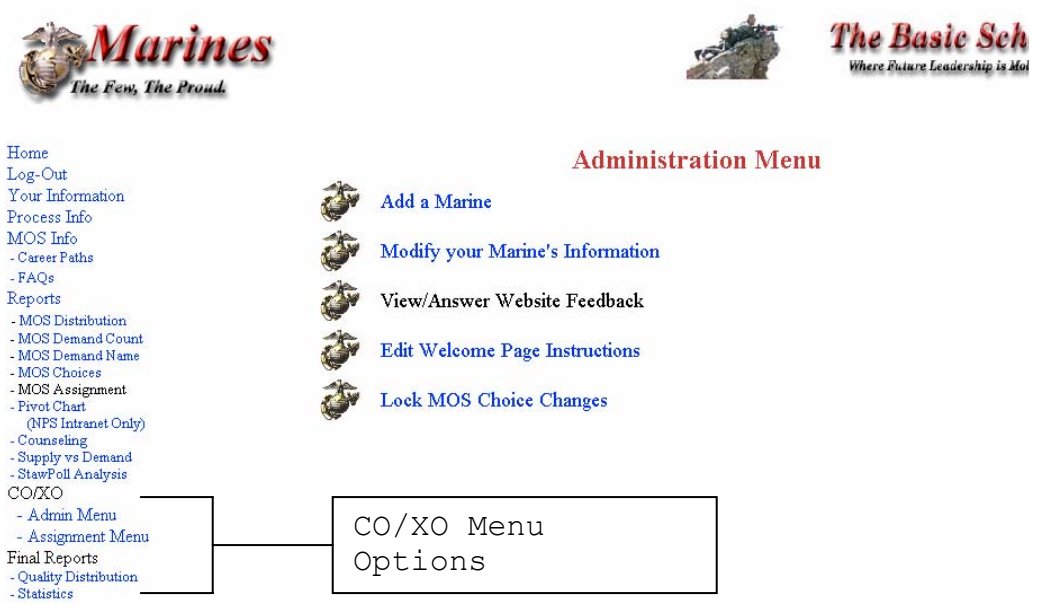 Marines
The Few, The Proud.
The Basic Sch
Where Future Leadership is Mol
Home
Log-Out
Your Information
Process Info
MOS Info
- Career Paths
- FAQs
Reports
- MOS Distribution
- MOS Demand Count
- MOS Demand Name
- MOS Choices
- MOS Assignment
- Pivot Chart
(NPS Intranet Only)
- Counseling
- Supply vs Demand
- StawPoll Analysis
CO/XO
- Admin Menu
- Assignment Menu
Final Reports
- Quality Distribution
- Statistics
Administration Menu
Add a Marine
Modify your Marine's Information
View/Answer Website Feedback
Edit Welcome Page Instructions
Lock MOS Choice Changes
CO/XO Menu
Options